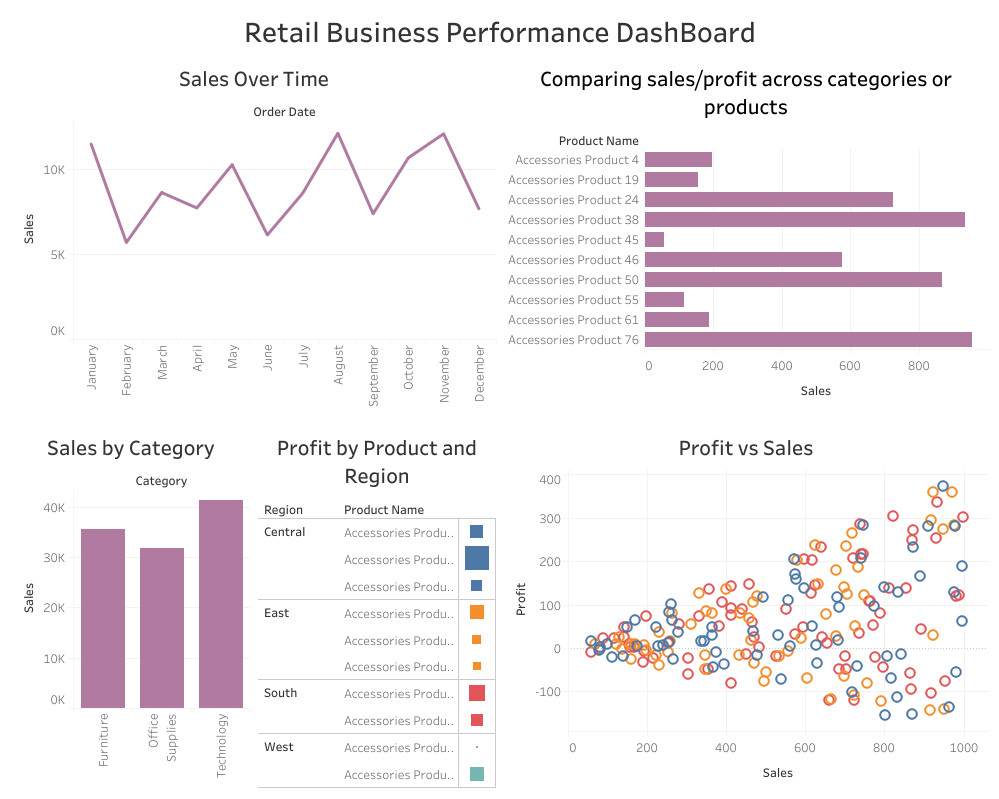 Retail Business Performance DashBoard
Sales Over Time
Order Date
10K
5K
0K
Sales
January
February
March
April
May
June
July
August
September
October
November
December
Comparing sales/profit across categories or
products
Product Name
Accessories Product 4
Accessories Product 19
Accessories Product 24
Accessories Product 38
Accessories Product 45
Accessories Product 46
Accessories Product 50
Accessories Product 55
Accessories Product 61
Accessories Product 76
0 200 400 600 800
Sales
Sales by Category
Category
40K
30K
20K
10K
0K
Sales
Furniture
Office
Supplies
Technology
Profit by Product and
Region
Region Product Name
Central Accessories Produ..
Accessories Produ..
Accessories Produ..
East Accessories Produ..
Accessories Produ..
Accessories Produ..
South Accessories Produ..
Accessories Produ..
West Accessories Produ..
Accessories Produ..
Profit vs Sales
400
300
200
100
0
-100
Profit
0 200 400 600 800 1000
Sales